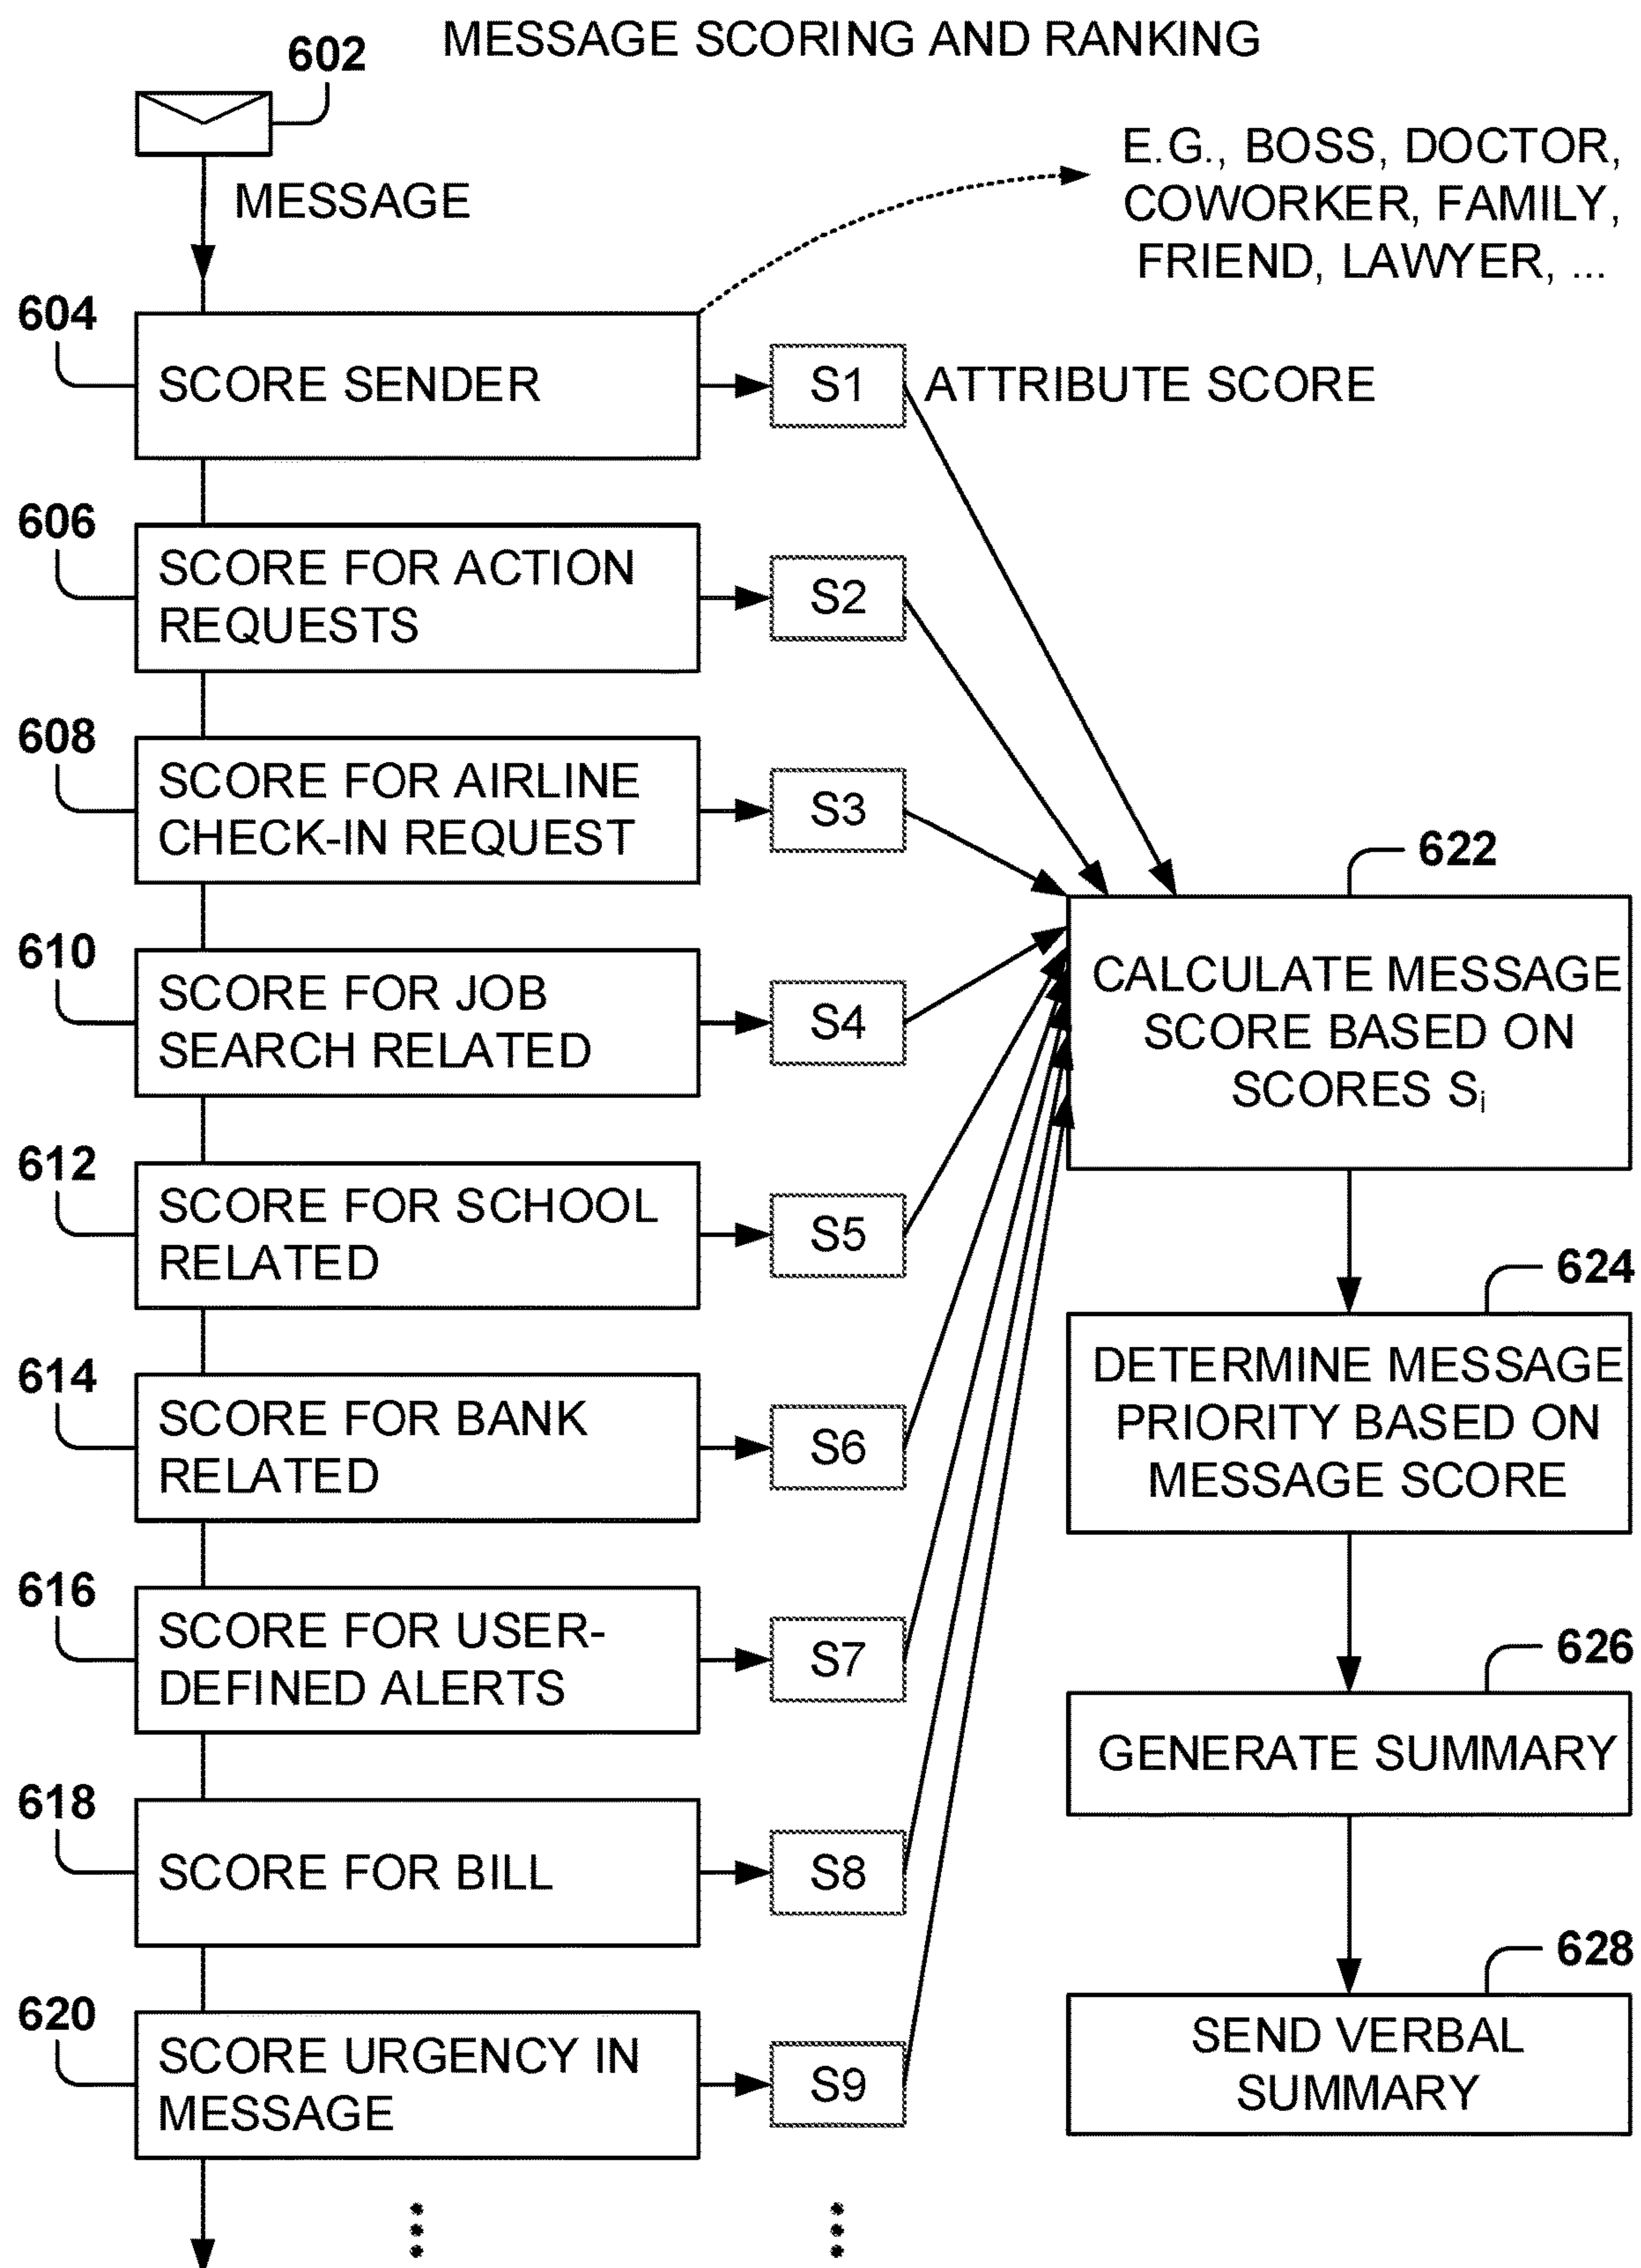 MESSAGE SCORING AND RANKING
602
MESSAGE
E.G., BOSS, DOCTOR,
COWORKER, FAMILY,
FRIEND, LAWYER, ...
604
SCORE SENDER
S1
ATTRIBUTE SCORE
606
SCORE FOR ACTION
REQUESTS
S2
608
SCORE FOR AIRLINE
CHECK-IN REQUEST
S3
610
SCORE FOR JOB
SEARCH RELATED
S4
612
SCORE FOR SCHOOL
RELATED
S5
614
SCORE FOR BANK
RELATED
S6
616
SCORE FOR USER-
DEFINED ALERTS
S7
618
SCORE FOR BILL
S8
620
SCORE URGENCY IN
MESSAGE
S9
622
CALCULATE MESSAGE
SCORE BASED ON
SCORES Si
624
DETERMINE MESSAGE
PRIORITY BASED ON
MESSAGE SCORE
626
GENERATE SUMMARY
628
SEND VERBAL
SUMMARY